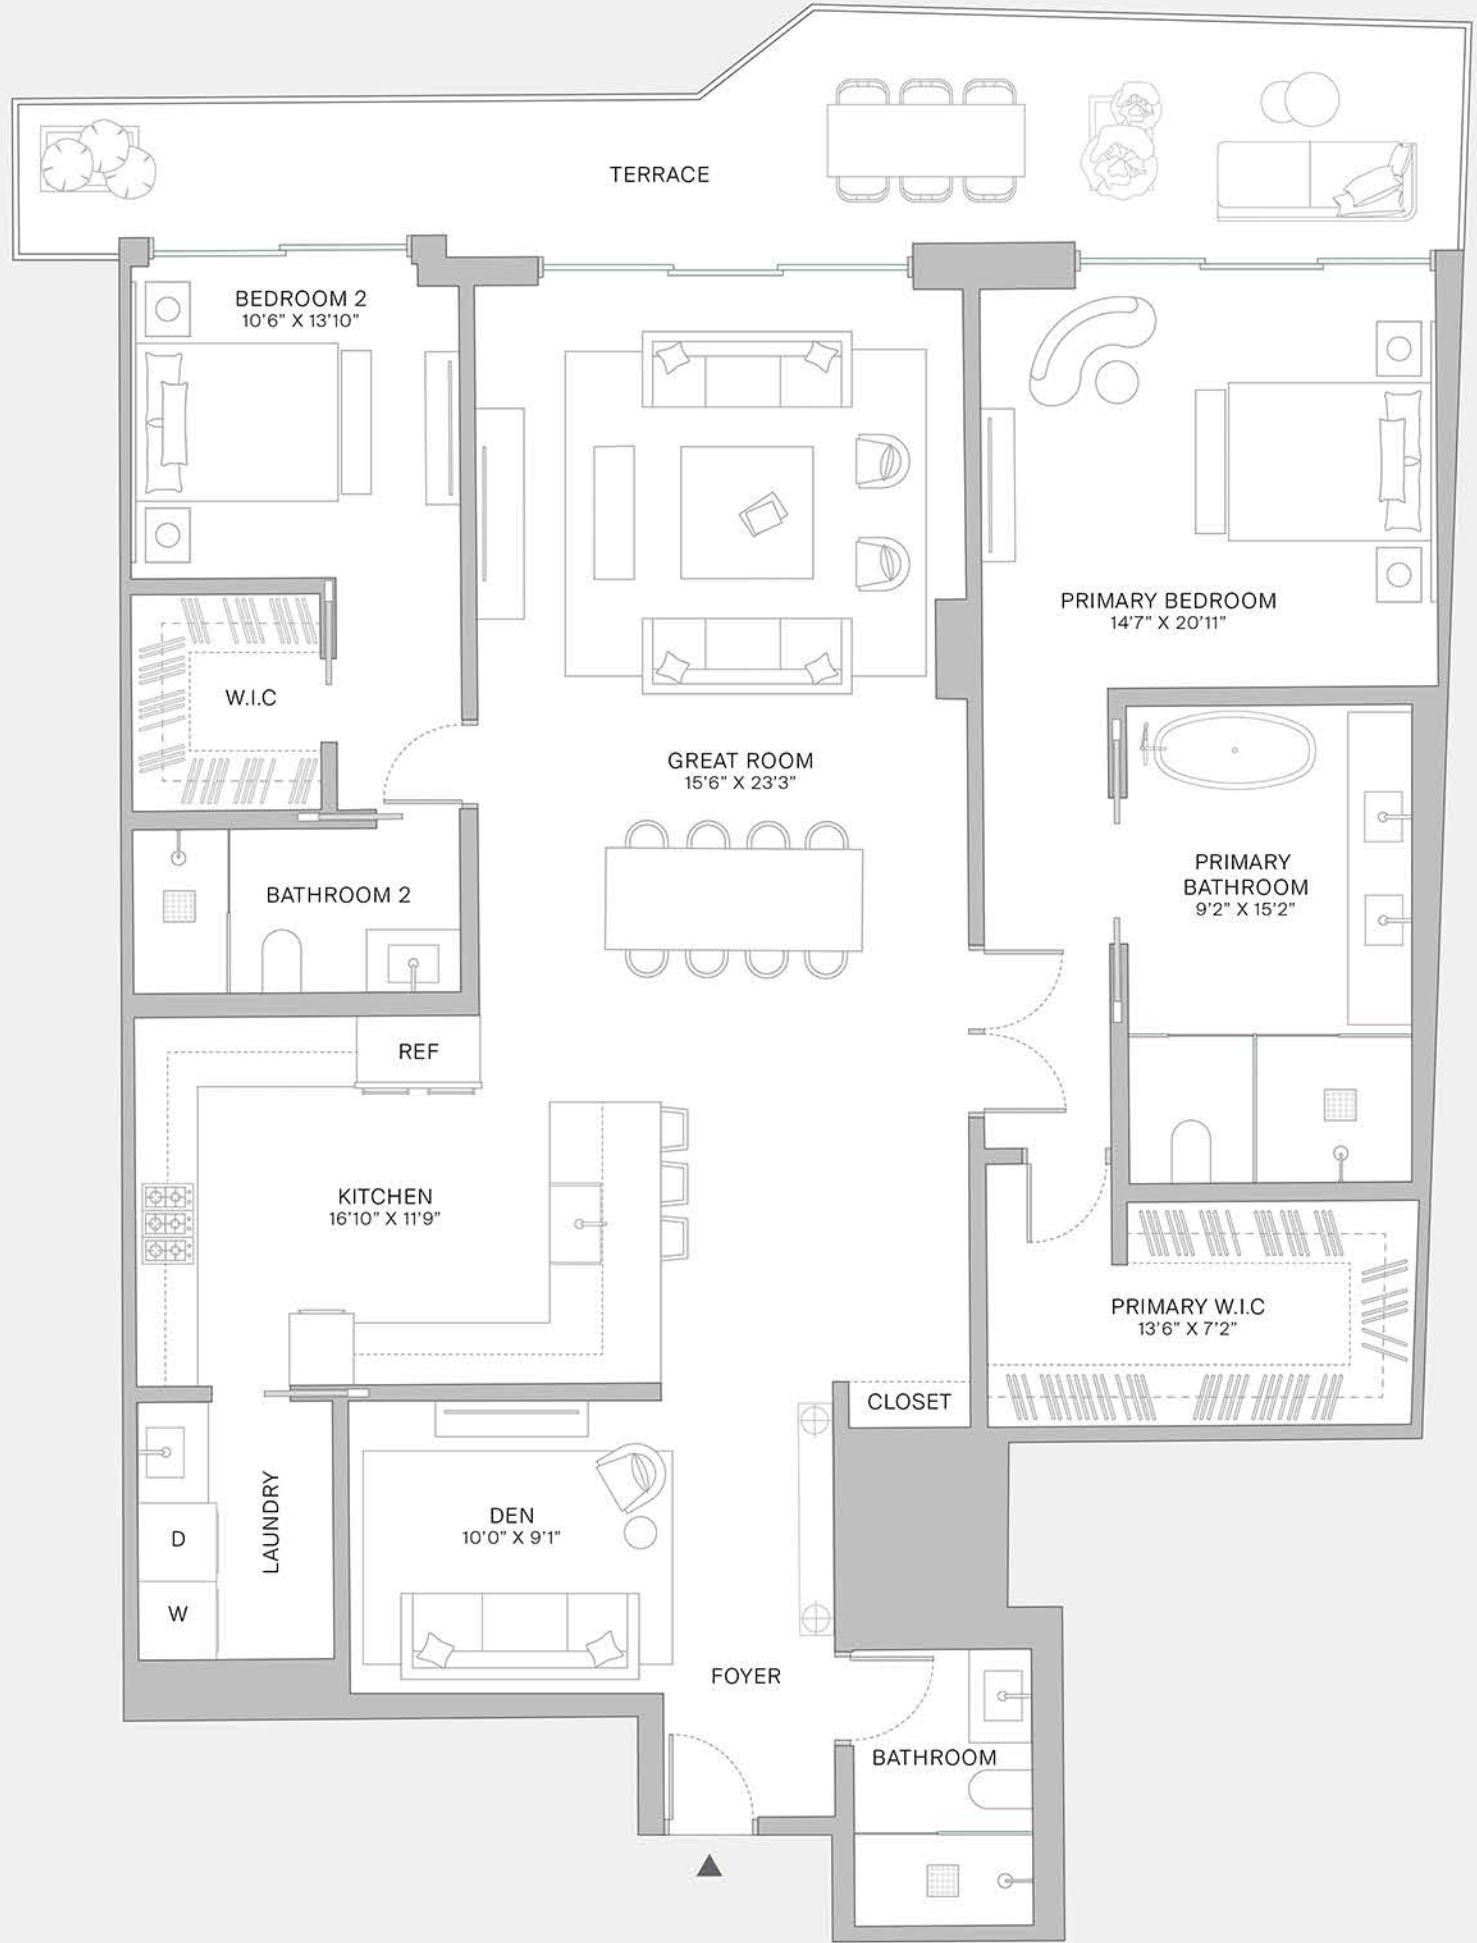 TERRACE
BEDROOM 2
10'6" X 13'10"
PRIMARY BEDROOM
14'7" X 20'11"
W.I.C
GREAT ROOM
15'6" X 23'3"
PRIMARY
BATHROOM
9'2" X 15'2"
BATHROOM 2
REF
KITCHEN
16'10" X 11'9"
PRIMARY W.I.C
13'6" X 7'2"
CLOSET
LAUNDRY
D
W
DEN
10'0" X 9'1"
FOYER
BATHROOM